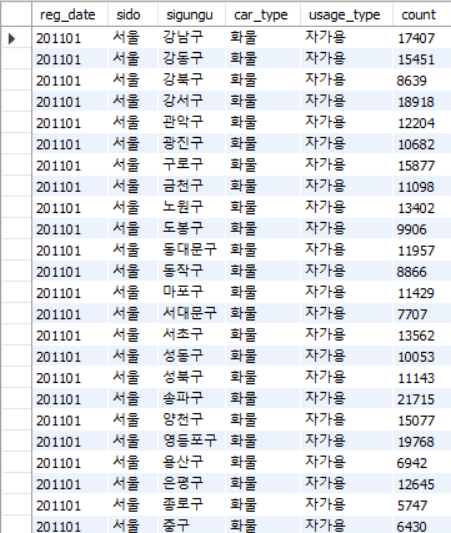 reg_date sido sigungu car_type usage_type count
201101 서울 강남구 화물 자가용 17407
201101 서울 강동구 화물 자가용 15451
201101 서울 강북구 화물 자가용 8639
201101 서울 강서구 화물 자가용 18918
201101 서울 관악구 화물 자가용 12204
201101 서울 광진구 화물 자가용 10682
201101 서울 구로구 화물 자가용 15877
201101 서울 금천구 화물 자가용 11098
201101 서울 노원구 화물 자가용 13402
201101 서울 도봉구 화물 자가용 9906
201101 서울 동대문구 화물 자가용 11957
201101 서울 동작구 화물 자가용 8866
201101 서울 마포구 화물 자가용 11429
201101 서울 서대문구 화물 자가용 7707
201101 서울 서초구 화물 자가용 13562
201101 서울 성동구 화물 자가용 10053
201101 서울 성북구 화물 자가용 11143
201101 서울 송파구 화물 자가용 21715
201101 서울 양천구 화물 자가용 15077
201101 서울 영등포구 화물 자가용 19768
201101 서울 용산구 화물 자가용 6942
201101 서울 은평구 화물 자가용 12645
201101 서울 종로구 화물 자가용 5747
201101 서울 중구 화물 자가용 6430